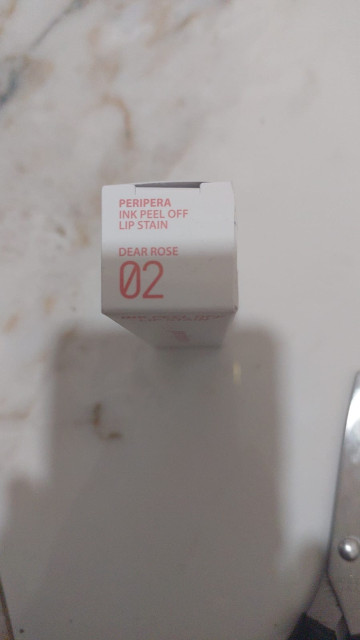 PERIPERA
INK PEEL OFF
LIP STAIN
DEAR ROSE
02